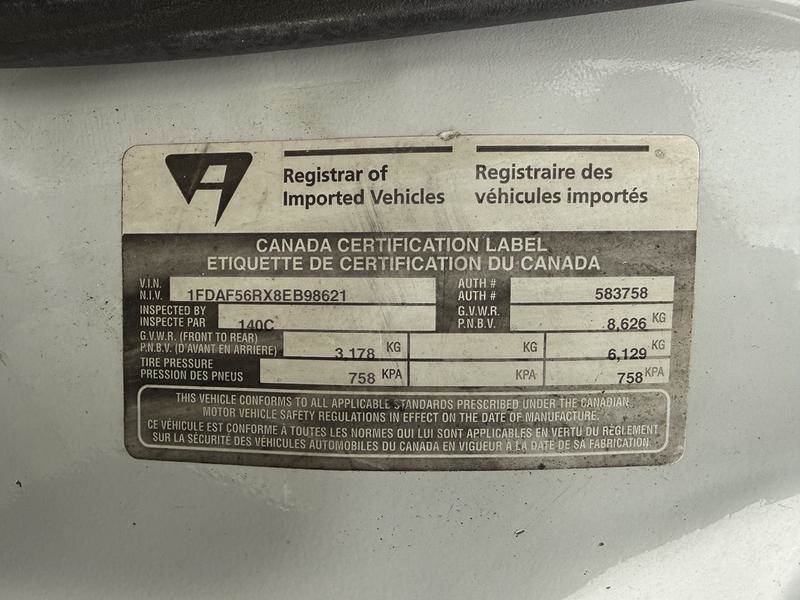 Registrar of
Imported Vehicles
Registraire des
véhicules importés
CANADA CERTIFICATION LABEL
ETIQUETTE DE CERTIFICATION DU CANADA
V.I.N.
N.I.V. 1FDAF56RX8EB98621
AUTH #
AUTH # 583758
INSPECTED BY
INSPECTE PAR 140C
G.V.W.R.
P.N.B.V. 8,626 KG
G.V.W.R. (FRONT TO REAR)
P.N.B.V. (D'AVANT EN ARRIERE) 3,178 KG KG 6,129 KG
TIRE PRESSURE
PRESSION DES PNEUS 758 KPA KPA 758 KPA
THIS VEHICLE CONFORMS TO ALL APPLICABLE STANDARDS PRESCRIBED UNDER THE CANADIAN
MOTOR VEHICLE SAFETY REGULATIONS IN EFFECT ON THE DATE OF MANUFACTURE.
CE VÉHICULE EST CONFORME À TOUTES LES NORMES QUI LUI SONT APPLICABLES EN VERTU DU RÈGLEMENT
SUR LA SÉCURITÉ DES VÉHICULES AUTOMOBILES DU CANADA EN VIGUEUR À LA DATE DE SA FABRICATION.